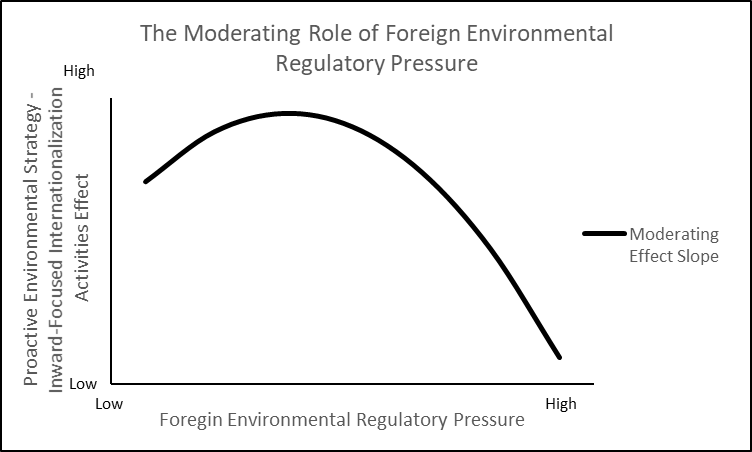 The Moderating Role of Foreign Environmental
Regulatory Pressure
High
Proactive Environmental Strategy -
Inward-Focused Internationalization
Activities Effect
Low
Low
High
Foregin Environmental Regulatory Pressure
Moderating
Effect Slope